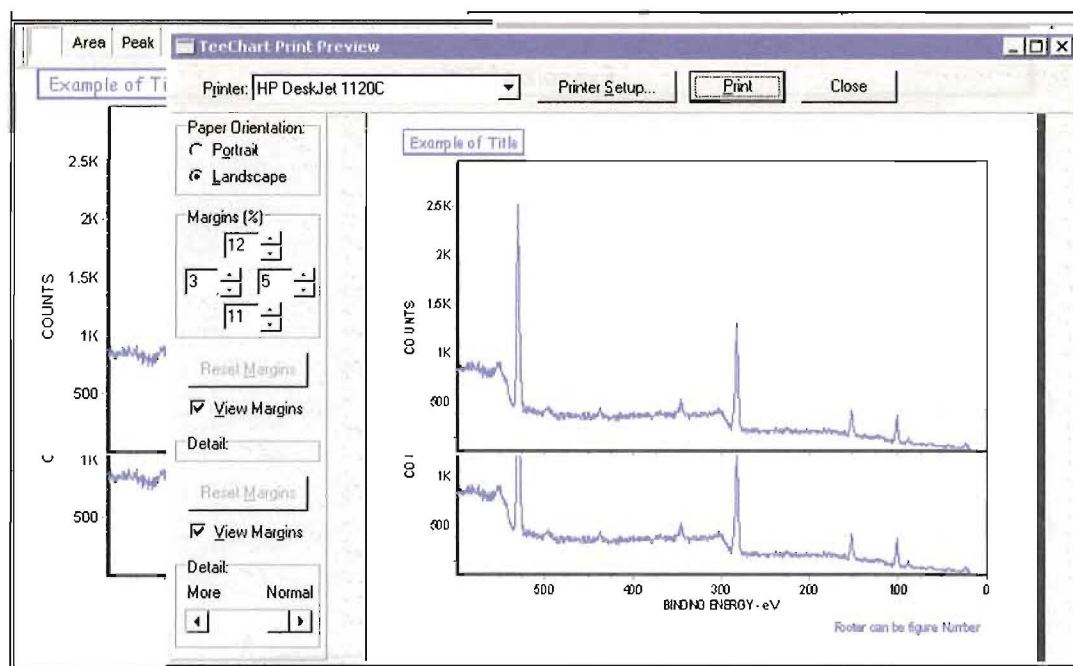 Area Peak
TeeChart Print Preview
Example of Ti
Printer: HP DeskJet 1120C
Printer Setup...
Print
Close
Paper Orientation:
Portrait
Landscape
Margins (%)
12
3 5
11
Reset Margins
View Margins
Detail:
Reset Margins
View Margins
Detail:
More Normal
2.5K
2K
1.5K
1K
500
COUNTS
C
1K
500
Example of Title
2.5K
2K
1.5K
1K
500
COUNTS
1K
500
CO
500 400 300 200 100 0
BINDING ENERGY - eV
Footer can be figure Number